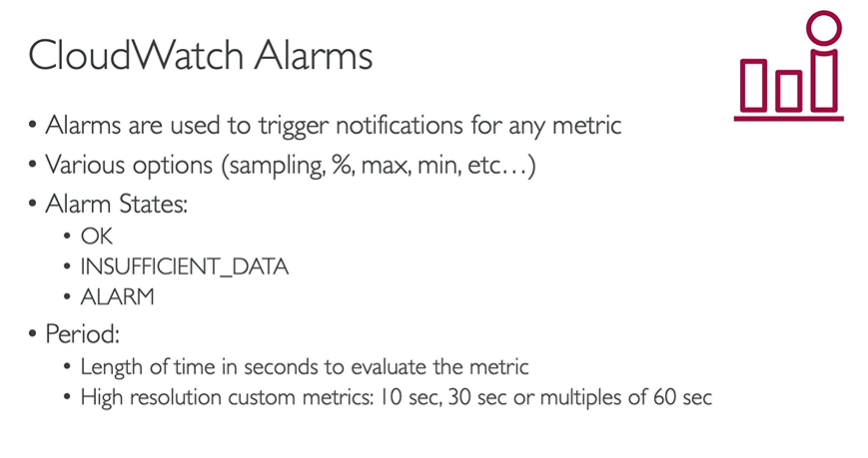 CloudWatch Alarms
• Alarms are used to trigger notifications for any metric
• Various options (sampling, %, max, min, etc…)
• Alarm States:
• OK
• INSUFFICIENT_DATA
• ALARM
• Period:
• Length of time in seconds to evaluate the metric
• High resolution custom metrics: 10 sec, 30 sec or multiples of 60 sec